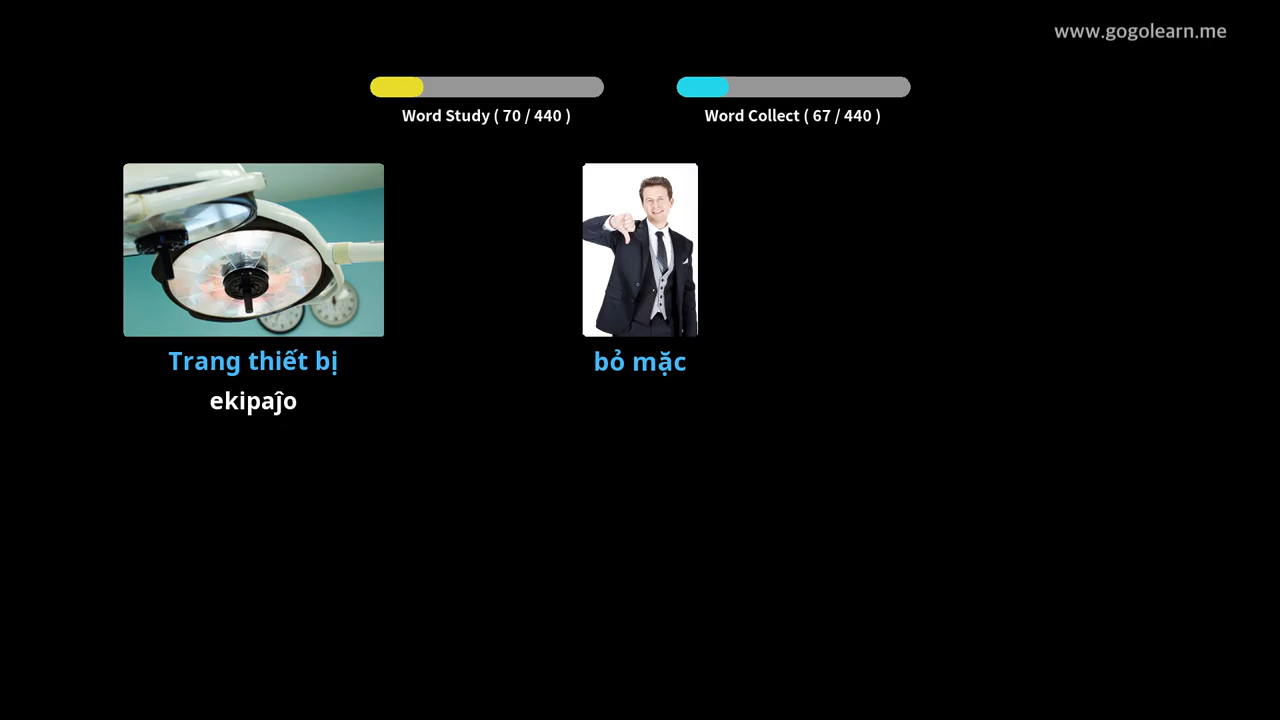 www.gogolearn.me
Word Study ( 70 / 440 )
Word Collect ( 67 / 440 )
Trang thiết bị
ekipaĵo
bỏ mặc